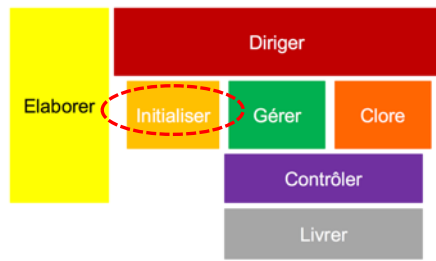 Diriger
Elaborer
Initialiser
Gérer
Clore
Contrôler
Livrer